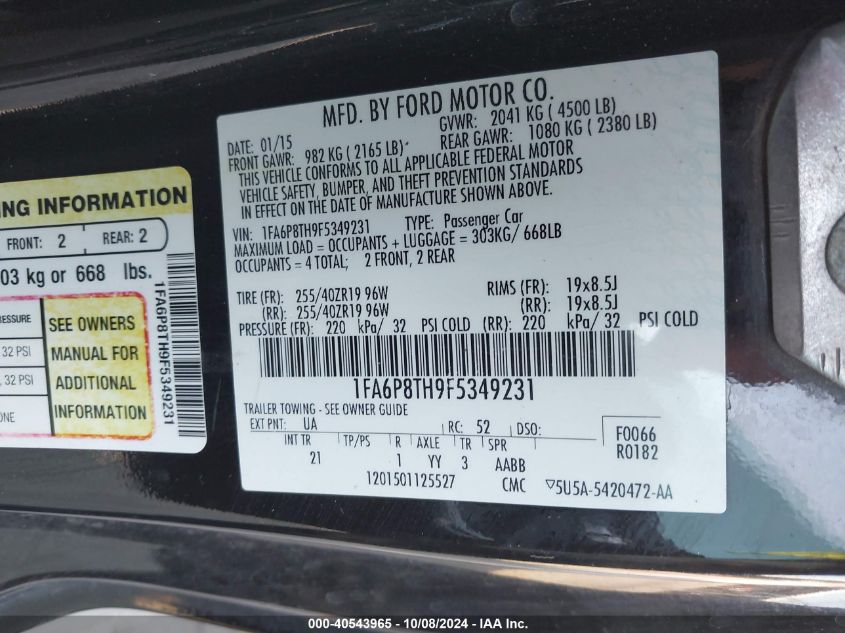 MFD. BY FORD MOTOR CO.
DATE: 01/15 GVWR: 2041 KG ( 4500 LB)
FRONT GAWR: 982 KG ( 2165 LB) REAR GAWR: 1080 KG ( 2380 LB)
THIS VEHICLE CONFORMS TO ALL APPLICABLE FEDERAL MOTOR
VEHICLE SAFETY, BUMPER, AND THEFT PREVENTION STANDARDS
IN EFFECT ON THE DATE OF MANUFACTURE SHOWN ABOVE.
VIN: 1FA6P8TH9F5349231 TYPE: Passenger Car
MAXIMUM LOAD = OCCUPANTS + LUGGAGE = 303KG/ 668LB
OCCUPANTS = 4 TOTAL; 2 FRONT, 2 REAR
TIRE (FR): 255/40ZR19 96W RIMS (FR): 19x8.5J
(RR): 255/40ZR19 96W (RR): 19x8.5J
PRESSURE (FR): 220 kPa/ 32 PSI COLD (RR): 220 kPa/ 32 PSI COLD
1FA6P8TH9F5349231
TRAILER TOWING - SEE OWNER GUIDE
EXT PNT: UA RC: 52 DSO: F0066
R0182
INT TR TP/PS R AXLE TR SPR
21 1 YY 3 AABB
1201501125527 CMC ▽5U5A-5420472-AA
NG INFORMATION
FRONT: 2 REAR: 2
03 kg or 668 lbs.
RESSURE
32 PSI
, 32 PSI
ONE
SEE OWNERS
MANUAL FOR
ADDITIONAL
INFORMATION
1FA6P8TH9F5349231
000-40543965 - 10/08/2024 - IAA Inc.